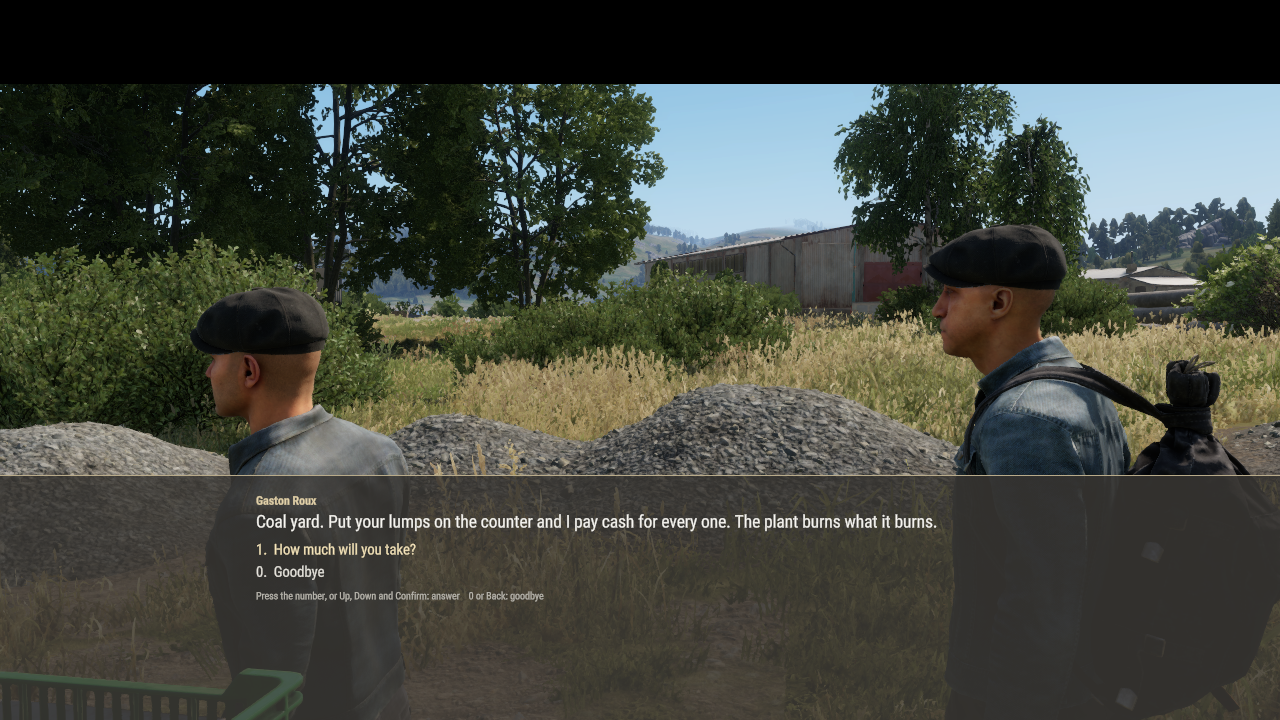 Gaston Roux
Coal yard. Put your lumps on the counter and I pay cash for every one. The plant burns what it burns.
1. How much will you take?
0. Goodbye
Press the number, or Up, Down and Confirm: answer 0 or Back: goodbye